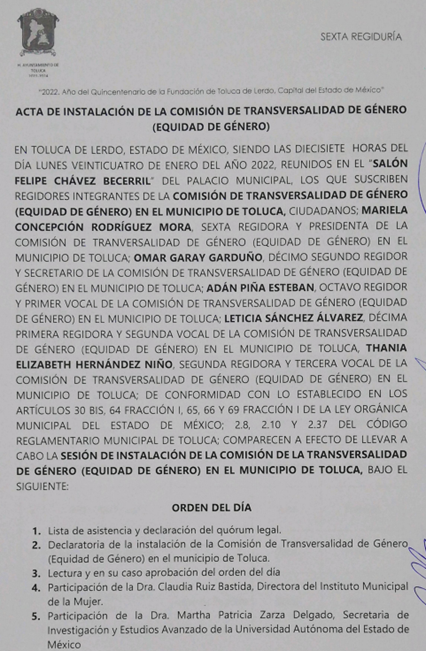 H. AYUNTAMIENTO DE
TOLUCA
SEXTA REGIDURÍA
"2022, Año del Quincentenario de la Fundación de Toluca de Lerdo, Capital del Estado de México"
ACTA DE INSTALACIÓN DE LA COMISIÓN DE TRANSVERSALIDAD DE GÉNERO
(EQUIDAD DE GÉNERO)
EN TOLUCA DE LERDO, ESTADO DE MÉXICO, SIENDO LAS DIECISIETE HORAS DEL
DÍA LUNES VEINTICUATRO DE ENERO DEL AÑO 2022, REUNIDOS EN EL "SALÓN
FELIPE CHÁVEZ BECERRIL" DEL PALACIO MUNICIPAL, LOS QUE SUSCRIBEN
REGIDORES INTEGRANTES DE LA COMISIÓN DE TRANSVERSALIDAD DE GÉNERO
(EQUIDAD DE GÉNERO) EN EL MUNICIPIO DE TOLUCA, CIUDADANOS; MARIELA
CONCEPCIÓN RODRÍGUEZ MORA, SEXTA REGIDORA Y PRESIDENTA DE LA
COMISIÓN DE TRANVERSALIDAD DE GÉNERO (EQUIDAD DE GÉNERO) EN EL
MUNICIPIO DE TOLUCA; OMAR GARAY GARDUÑO, DÉCIMO SEGUNDO REGIDOR
Y SECRETARIO DE LA COMISIÓN DE TRANSVERSALIDAD DE GÉNERO (EQUIDAD DE
GÉNERO) EN EL MUNICIPIO DE TOLUCA; ADÁN PIÑA ESTEBAN, OCTAVO REGIDOR
Y PRIMER VOCAL DE LA COMISIÓN DE TRANSVERSALIDAD DE GÉNERO (EQUIDAD
DE GÉNERO) EN EL MUNICIPIO DE TOLUCA; LETICIA SÁNCHEZ ÁLVAREZ, DÉCIMA
PRIMERA REGIDORA Y SEGUNDA VOCAL DE LA COMISIÓN DE TRANSVERSALIDAD
DE GÉNERO (EQUIDAD DE GÉNERO) EN EL MUNICIPIO DE TOLUCA, THANIA
ELIZABETH HERNÁNDEZ NIÑO, SEGUNDA REGIDORA Y TERCERA VOCAL DE LA
COMISIÓN DE TRANSVERSALIDAD DE GÉNERO (EQUIDAD DE GÉNERO) EN EL
MUNICIPIO DE TOLUCA; DE CONFORMIDAD CON LO ESTABLECIDO EN LOS
ARTÍCULOS 30 BIS, 64 FRACCIÓN I, 65, 66 Y 69 FRACCIÓN I DE LA LEY ORGÁNICA
MUNICIPAL DEL ESTADO DE MÉXICO; 2.8, 2.10 Y 2.37 DEL CÓDIGO
REGLAMENTARIO MUNICIPAL DE TOLUCA; COMPARECEN A EFECTO DE LLEVAR A
CABO LA SESIÓN DE INSTALACIÓN DE LA COMISIÓN DE LA TRANSVERSALIDAD
DE GÉNERO (EQUIDAD DE GÉNERO) EN EL MUNICIPIO DE TOLUCA, BAJO EL
SIGUIENTE:
ORDEN DEL DÍA
1. Lista de asistencia y declaración del quórum legal.
2. Declaratoria de la instalación de la Comisión de Transversalidad de Género
(Equidad de Género) en el municipio de Toluca.
3. Lectura y en su caso aprobación del orden del día
4. Participación de la Dra. Claudia Ruiz Bastida, Directora del Instituto Municipal
de la Mujer.
5. Participación de la Dra. Martha Patricia Zarza Delgado, Secretaria de
Investigación y Estudios Avanzado de la Universidad Autónoma del Estado de
México